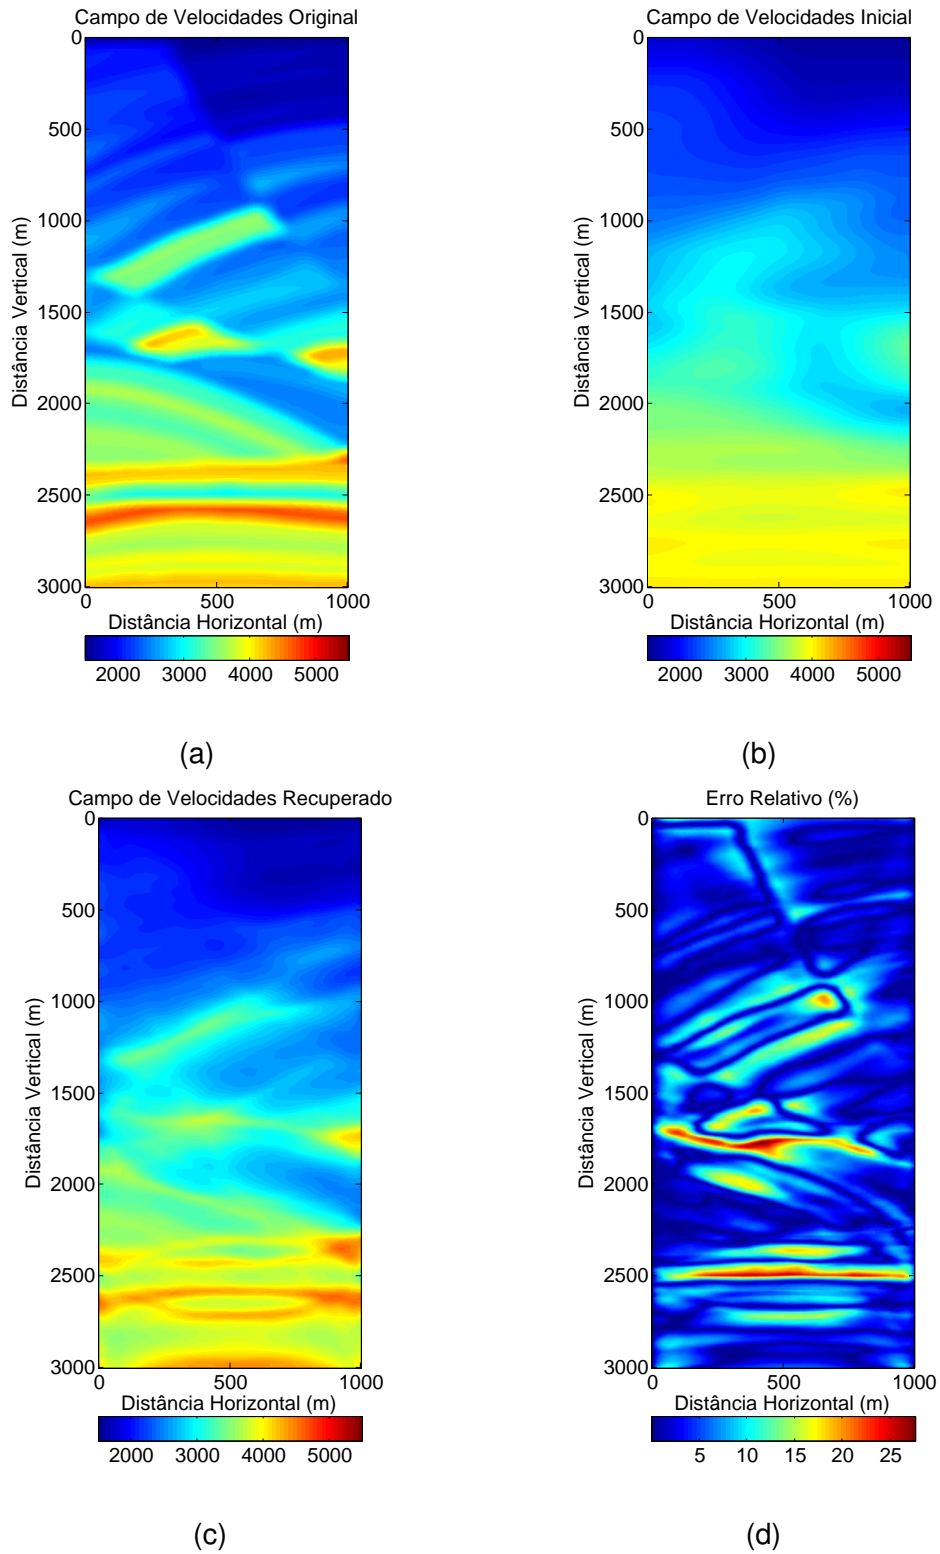 Campo de Velocidades Original
0
500
1000
1500
2000
2500
3000
Distância Vertical (m)
0 500 1000
Distância Horizontal (m)
2000 3000 4000 5000
(a)
Campo de Velocidades Inicial
0
500
1000
1500
2000
2500
3000
Distância Vertical (m)
0 500 1000
Distância Horizontal (m)
2000 3000 4000 5000
(b)
Campo de Velocidades Recuperado
0
500
1000
1500
2000
2500
3000
Distância Vertical (m)
0 500 1000
Distância Horizontal (m)
2000 3000 4000 5000
(c)
Erro Relativo (%)
0
500
1000
1500
2000
2500
3000
Distância Vertical (m)
0 500 1000
Distância Horizontal (m)
5 10 15 20 25
(d)